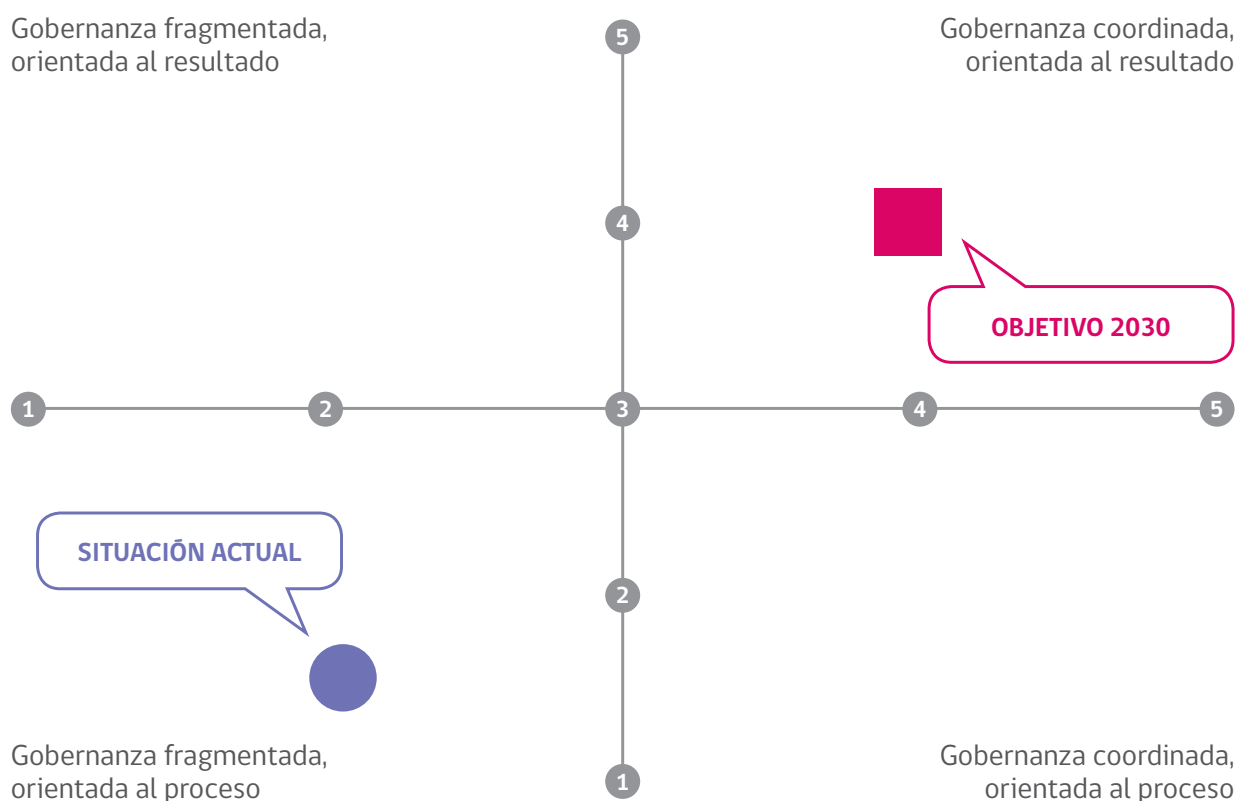 Gobernanza fragmentada,
orientada al resultado
Gobernanza coordinada,
orientada al resultado
5
4
OBJETIVO 2030
1
2
3
4
5
SITUACIÓN ACTUAL
2
1
Gobernanza fragmentada,
orientada al proceso
Gobernanza coordinada,
orientada al proceso